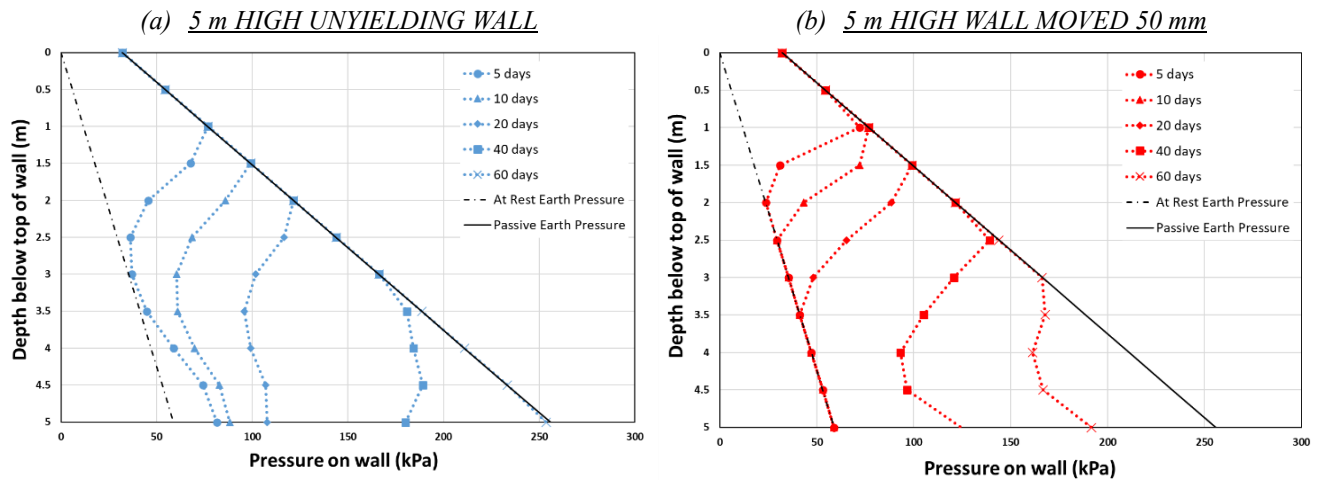 (a) 5 m HIGH UNYIELDING WALL
0
0.5
1
1.5
2
2.5
3
3.5
4
4.5
5
Depth below top of wall (m)
5 days
10 days
20 days
40 days
60 days
At Rest Earth Pressure
Passive Earth Pressure
0 50 100 150 200 250 300
Pressure on wall (kPa)
(b) 5 m HIGH WALL MOVED 50 mm
0
0.5
1
1.5
2
2.5
3
3.5
4
4.5
5
Depth below top of wall (m)
5 days
10 days
20 days
40 days
60 days
At Rest Earth Pressure
Passive Earth Pressure
0 50 100 150 200 250 300
Pressure on wall (kPa)